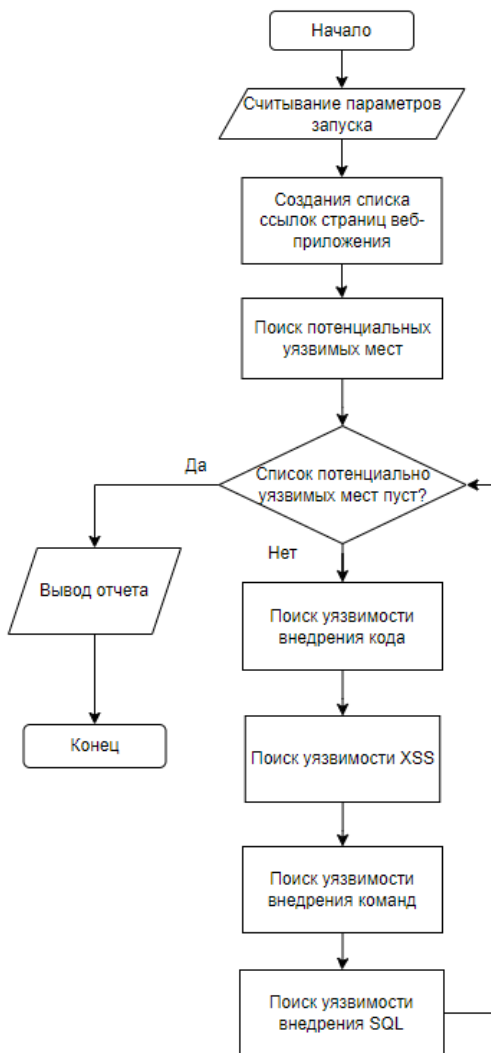 Начало
Считывание параметров
запуска
Создания списка
ссылок страниц веб-
приложения
Поиск потенциальных
уязвимых мест
Да
Список потенциально
уязвимых мест пуст?
Нет
Вывод отчета
Поиск уязвимости
внедрения кода
Конец
Поиск уязвимости XSS
Поиск уязвимости
внедрения команд
Поиск уязвимости
внедрения SQL